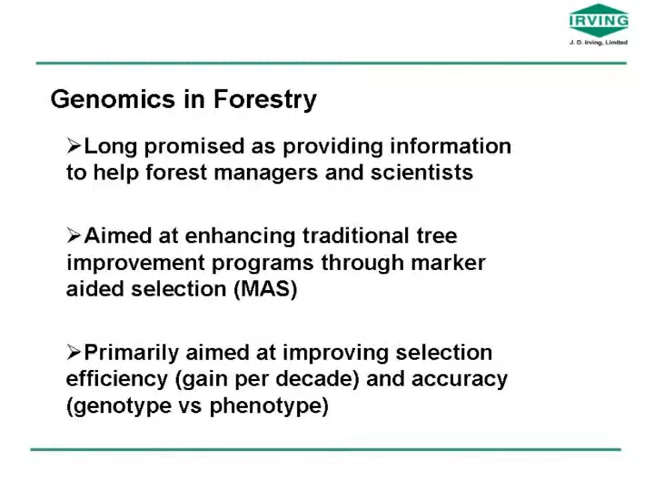 IRVING
J. D. Irving, Limited
Genomics in Forestry
➢Long promised as providing information
to help forest managers and scientists
➢Aimed at enhancing traditional tree
improvement programs through marker
aided selection (MAS)
➢Primarily aimed at improving selection
efficiency (gain per decade) and accuracy
(genotype vs phenotype)